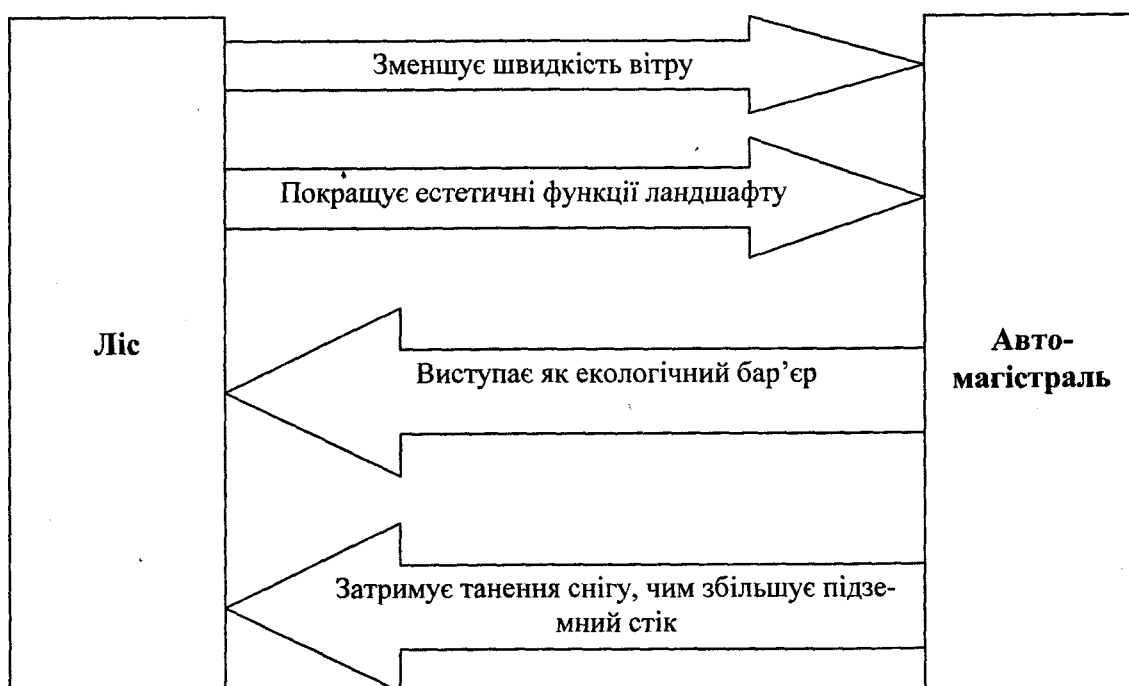 Зменшує швидкість вітру
Покращує естетичні функції ландшафту
Ліс
Виступає як екологічний бар’єр
Авто-
магістраль
Затримує танення снігу, чим збільшує підзе-
мний стік